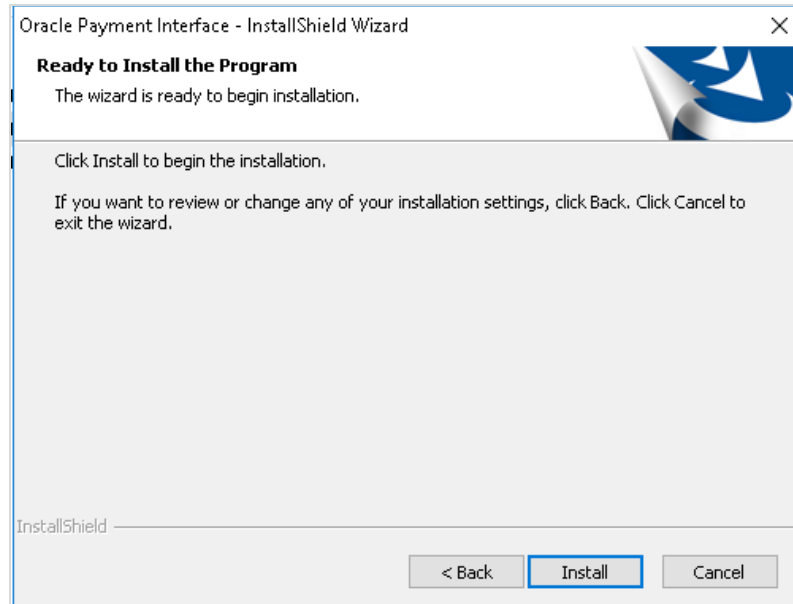 Oracle Payment Interface - InstallShield Wizard
Ready to Install the Program
The wizard is ready to begin installation.
Click Install to begin the installation.
If you want to review or change any of your installation settings, click Back. Click Cancel to
exit the wizard.
InstallShield
< Back
Install
Cancel